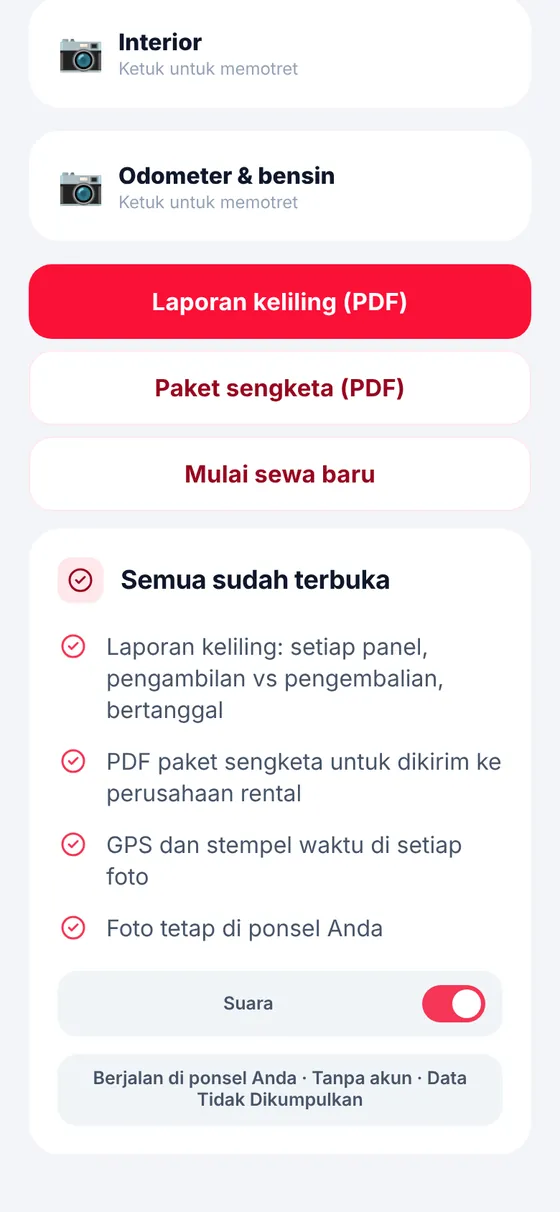 Interior
Ketuk untuk memotret
Odometer & bensin
Ketuk untuk memotret
Laporan keliling (PDF)
Paket sengketa (PDF)
Mulai sewa baru
Semua sudah terbuka
Laporan keliling: setiap panel,
pengambilan vs pengembalian,
bertanggal
PDF paket sengketa untuk dikirim ke
perusahaan rental
GPS dan stempel waktu di setiap
foto
Foto tetap di ponsel Anda
Suara
Berjalan di ponsel Anda · Tanpa akun · Data
Tidak Dikumpulkan